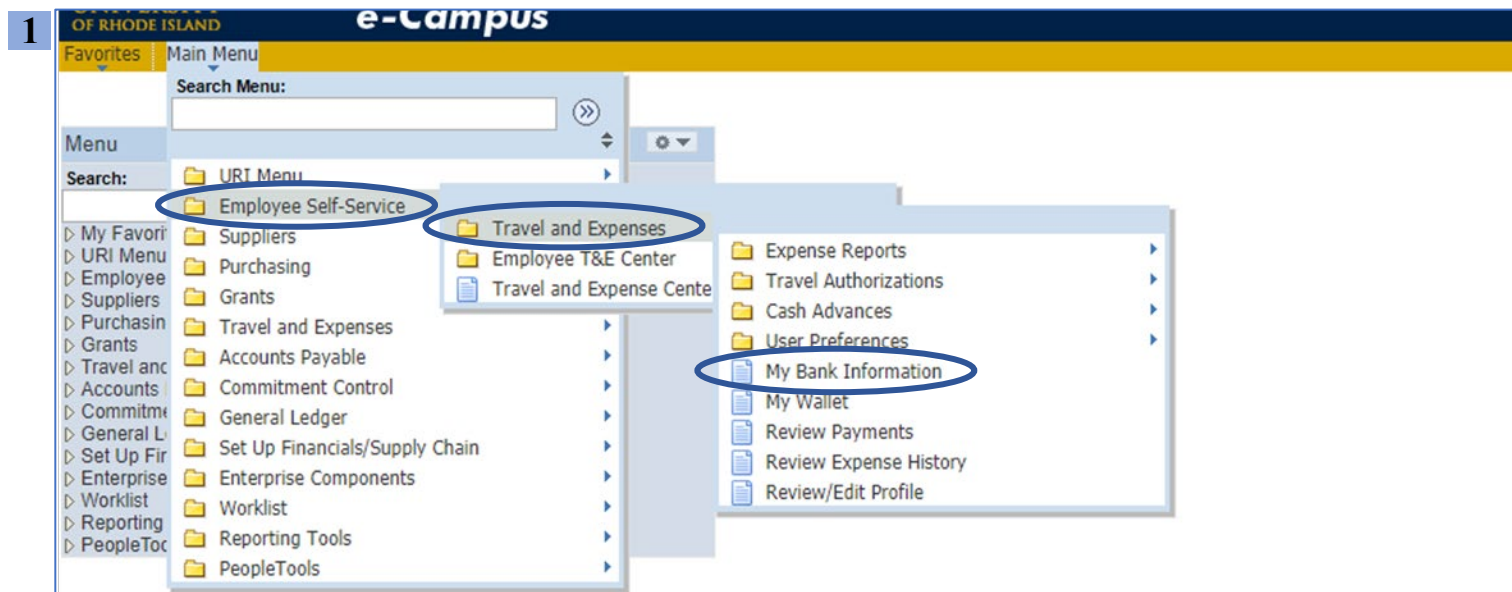 1
OF RHODE ISLAND
e-Campus
Favorites
Main Menu
Search Menu:
Menu
Search:
My Favori
URI Menu
Employee
Suppliers
Purchasin
Grants
Travel and
Accounts
Commitme
General L
Set Up Fir
Enterprise
Worklist
Reporting
PeopleToo
URI Menu
Employee Self-Service
Suppliers
Purchasing
Grants
Travel and Expenses
Accounts Payable
Commitment Control
General Ledger
Set Up Financials/Supply Chain
Enterprise Components
Worklist
Reporting Tools
PeopleTools
Travel and Expenses
Employee T&E Center
Travel and Expense Cente
Expense Reports
Travel Authorizations
Cash Advances
User Preferences
My Bank Information
My Wallet
Review Payments
Review Expense History
Review/Edit Profile